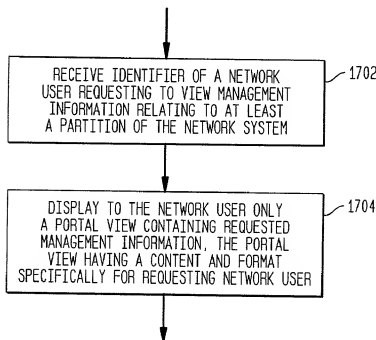 RECEIVE IDENTIFIER OF A NETWORK
USER REQUESTING TO VIEW MANAGEMENT
INFORMATION RELATING TO AT LEAST
A PARTITION OF THE NETWORK SYSTEM
1702
DISPLAY TO THE NETWORK USER ONLY
A PORTAL VIEW CONTAINING REQUESTED
MANAGEMENT INFORMATION, THE PORTAL
VIEW HAVING A CONTENT AND FORMAT
SPECIFICALLY FOR REQUESTING NETWORK USER
1704